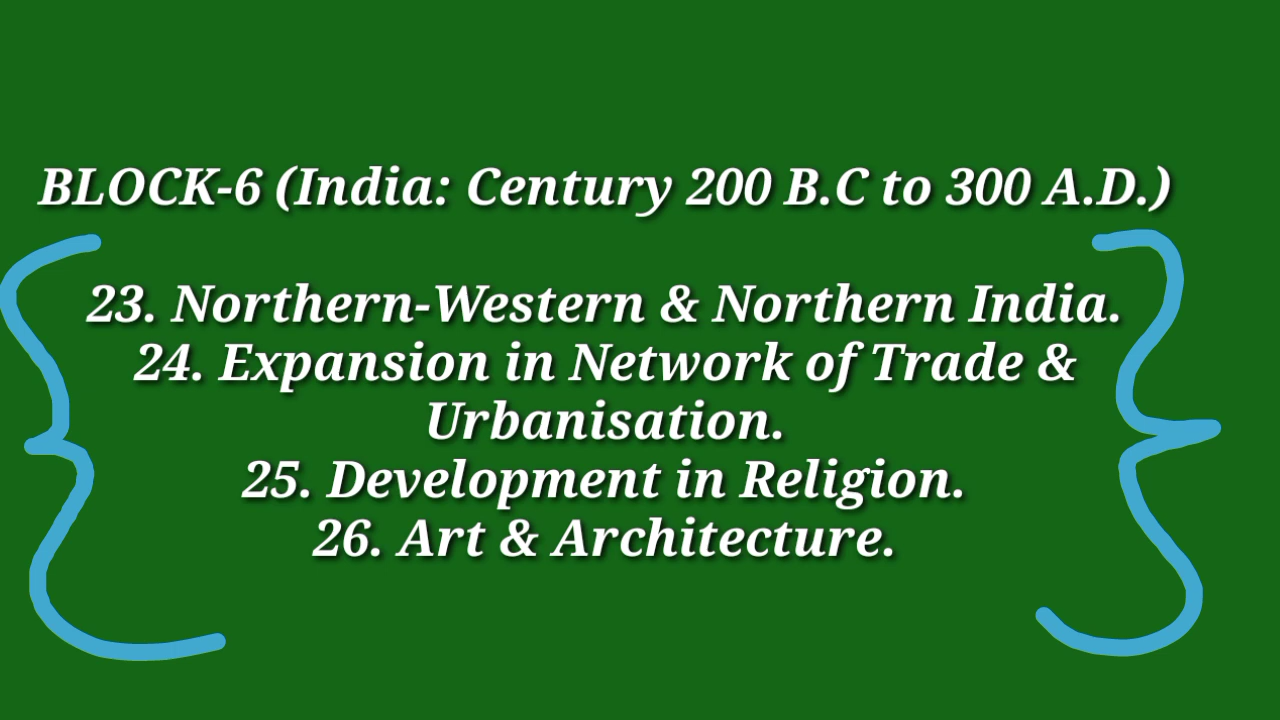 BLOCK-6 (India: Century 200 B.C to 300 A.D.)
23. Northern-Western & Northern India.
24. Expansion in Network of Trade &
Urbanisation.
25. Development in Religion.
26. Art & Architecture.